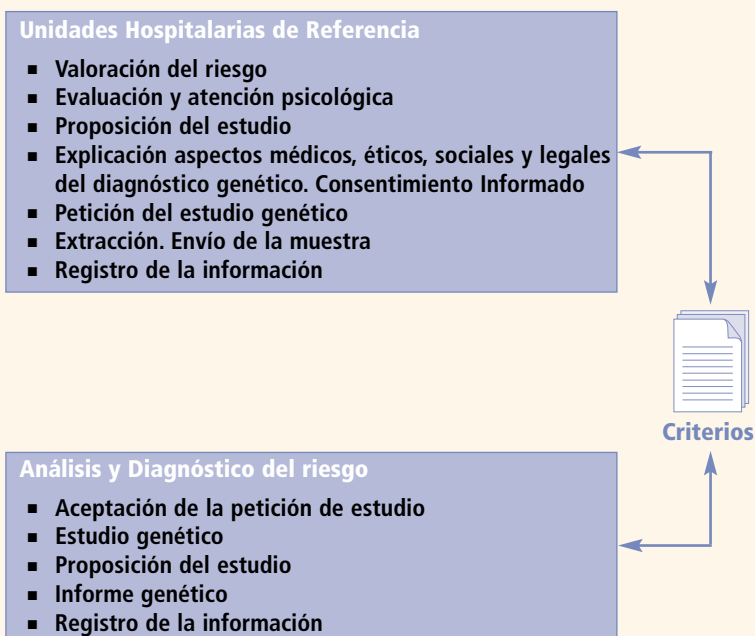 Unidades Hospitalarias de Referencia
▪ Valoración del riesgo
▪ Evaluación y atención psicológica
▪ Proposición del estudio
▪ Explicación aspectos médicos, éticos, sociales y legales
del diagnóstico genético. Consentimiento Informado
▪ Petición del estudio genético
▪ Extracción. Envío de la muestra
▪ Registro de la información
Criterios
Análisis y Diagnóstico del riesgo
▪ Aceptación de la petición de estudio
▪ Estudio genético
▪ Proposición del estudio
▪ Informe genético
▪ Registro de la información